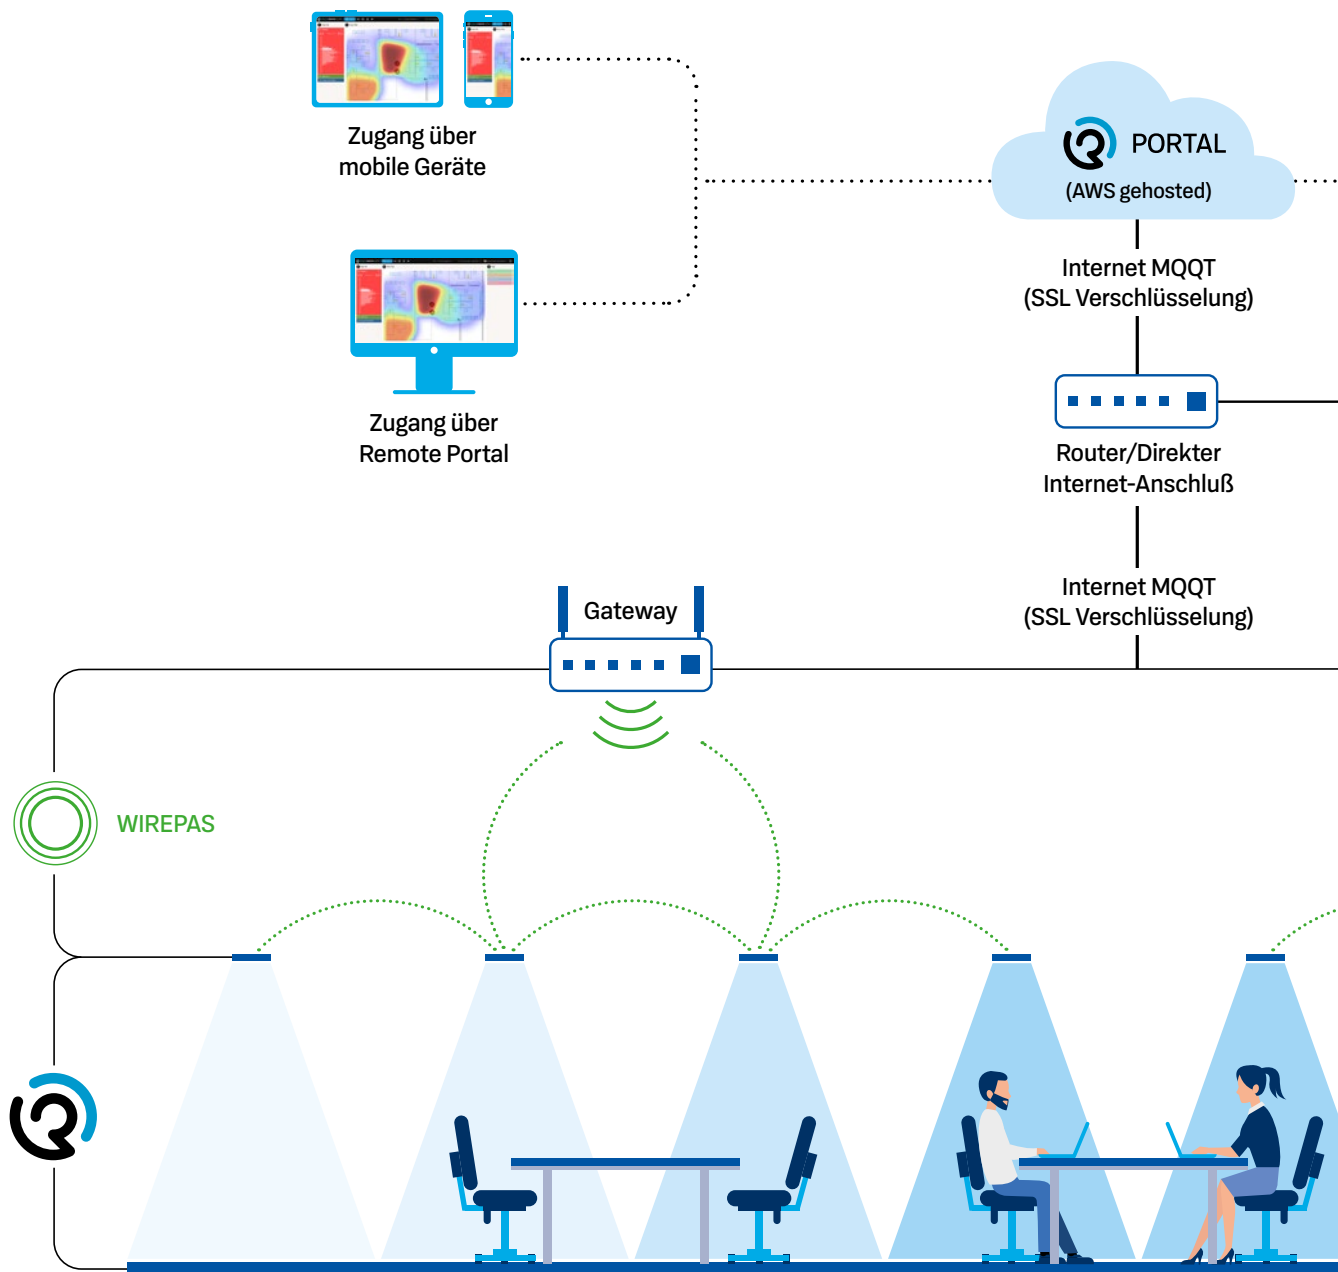 Zugang über
mobile Geräte
PORTAL
(AWS gehosted)
Internet MQQT
(SSL Verschlüsselung)
Zugang über
Remote Portal
Router/Direkter
Internet-Anschluß
Internet MQQT
(SSL Verschlüsselung)
Gateway
WIREPAS